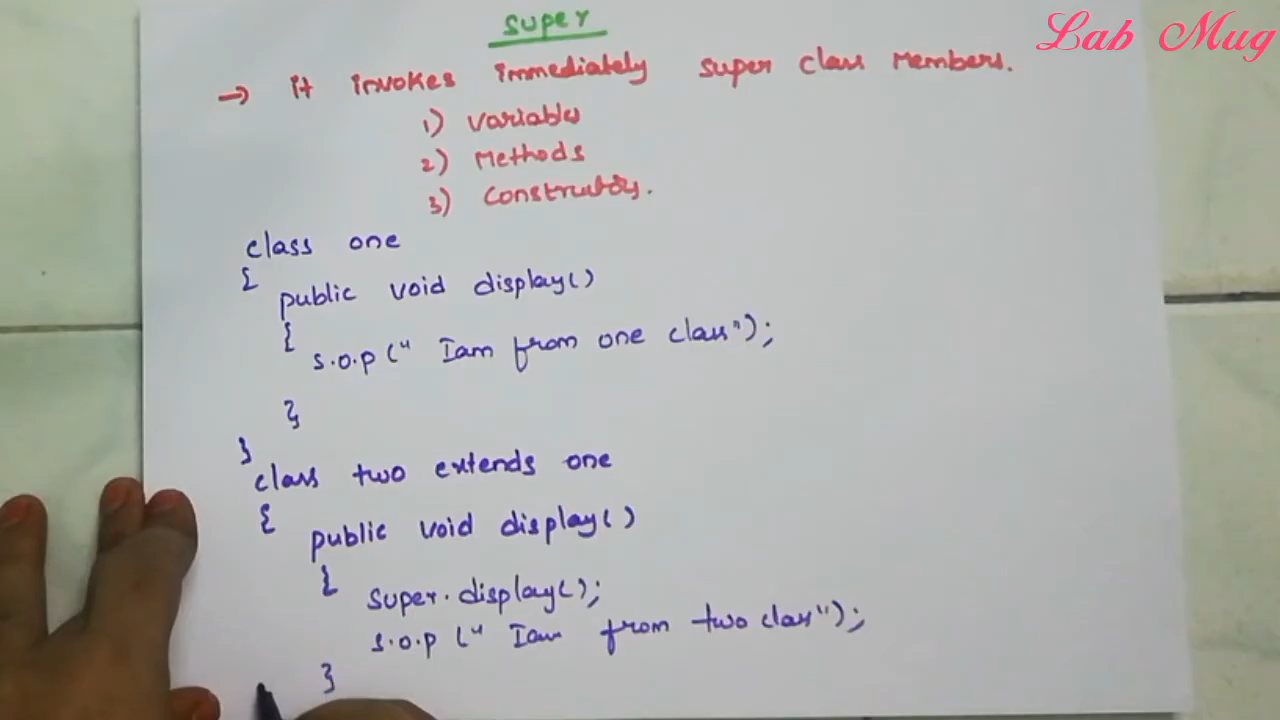 super
Lab Mug
→ it invokes immediately super class Members.
1) variables
2) Methods
3) Constructors.
class one
{
public void display()
{
s.o.p (" Iam from one class");
}
}
class two extends one
{ public void display()
{ super.display();
s.o.p (" Iam from two class");
}